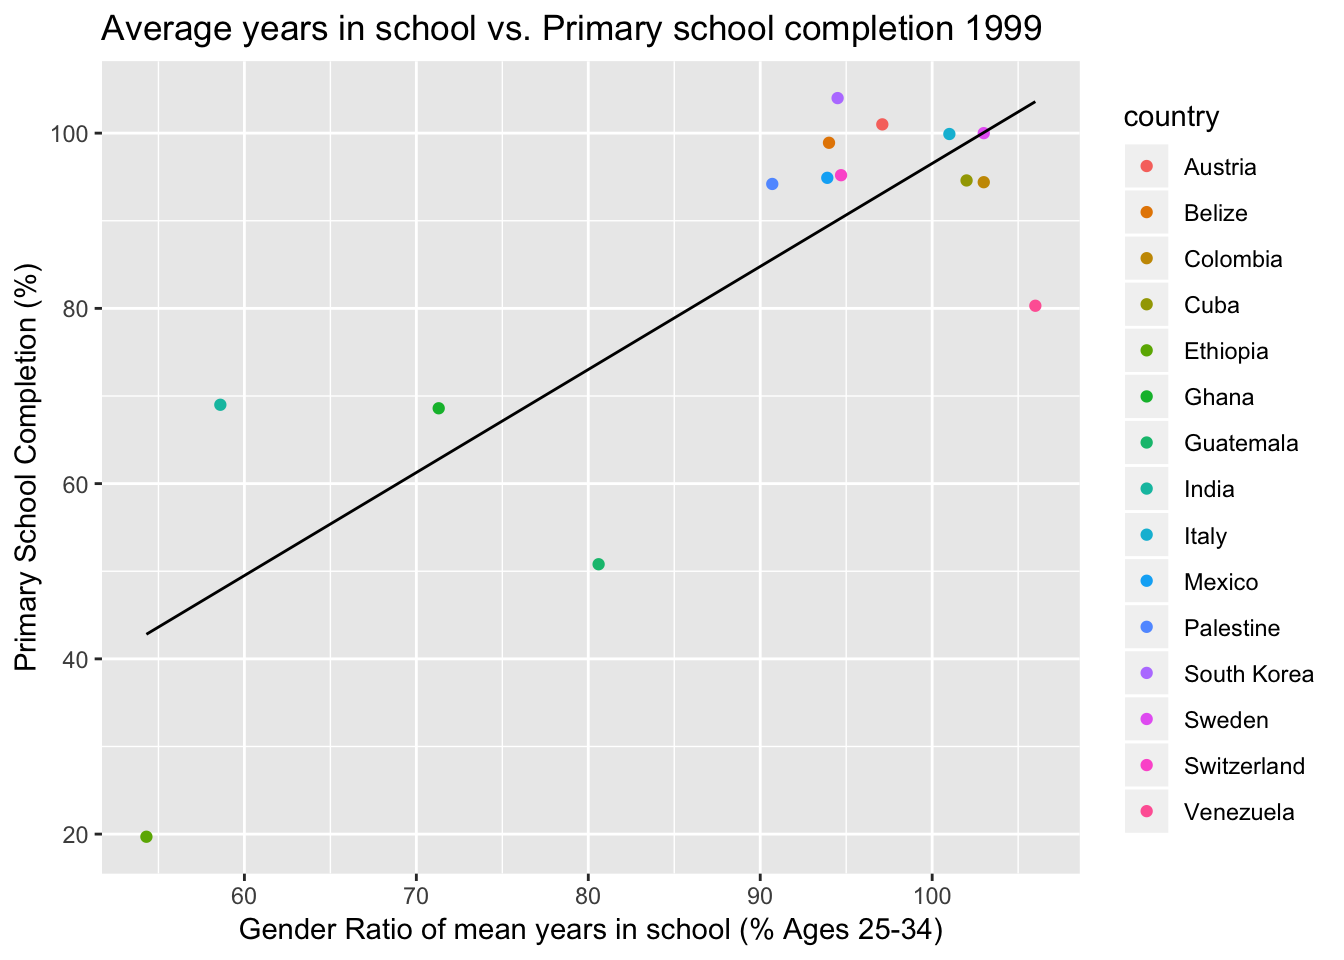 Average years in school vs. Primary school completion 1999
Primary School Completion (%)
100
80
60
40
20
60 70 80 90 100
Gender Ratio of mean years in school (% Ages 25-34)
country
Austria
Belize
Colombia
Cuba
Ethiopia
Ghana
Guatemala
India
Italy
Mexico
Palestine
South Korea
Sweden
Switzerland
Venezuela